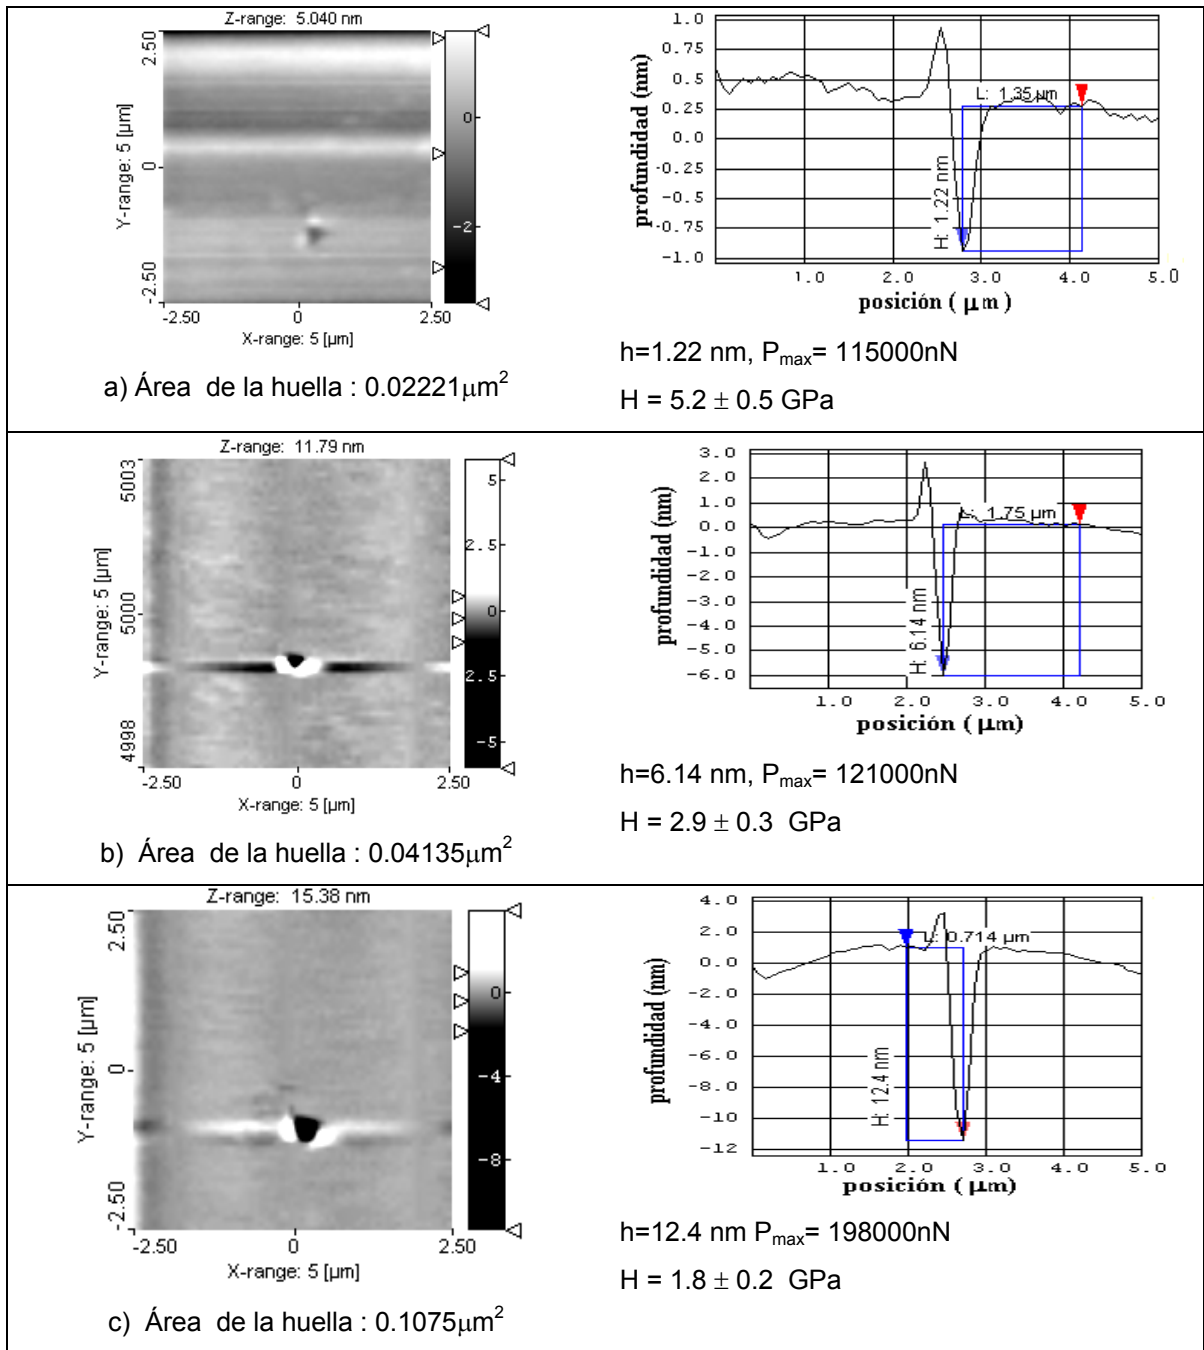 Z-range: 5.040 nm
2.50
0
-2.50
Y-range: 5 [µm]
-2.50
0
2.50
X-range: 5 [µm]
0
-2
a) Área de la huella : 0.02221µm²
profundidad (nm)
1.0
0.75
0.5
0.25
0.0
-0.25
-0.5
-0.75
-1.0
L: 1.35 µm
H: 1.22 nm
1.0 2.0 3.0 4.0 5.0
posición ( µm )
h=1.22 nm, Pmax= 115000nN
H = 5.2 ± 0.5 GPa
Z-range: 11.79 nm
5003
5000
4998
Y-range: 5 [µm]
-2.50
0
2.50
X-range: 5 [µm]
5
2.5
0
2.5
-5
b) Área de la huella : 0.04135µm²
profundidad (nm)
3.0
2.0
1.0
0.0
-1.0
-2.0
-3.0
-4.0
-5.0
-6.0
L: 1.75 µm
H: 6.14 nm
1.0 2.0 3.0 4.0 5.0
posición ( µm)
h=6.14 nm, Pmax= 121000nN
H = 2.9 ± 0.3 GPa
Z-range: 15.38 nm
2.50
0
-2.50
Y-range: 5 [µm]
-2.50
0
2.50
X-range: 5 [µm]
0
-4
-8
c) Área de la huella : 0.1075µm²
profundidad (nm)
4.0
2.0
0.0
-2.0
-4.0
-6.0
-8.0
-10
-12
L: 0.714 µm
H: 12.4 nm
1.0 2.0 3.0 4.0 5.0
posición ( µm)
h=12.4 nm Pmax= 198000nN
H = 1.8 ± 0.2 GPa